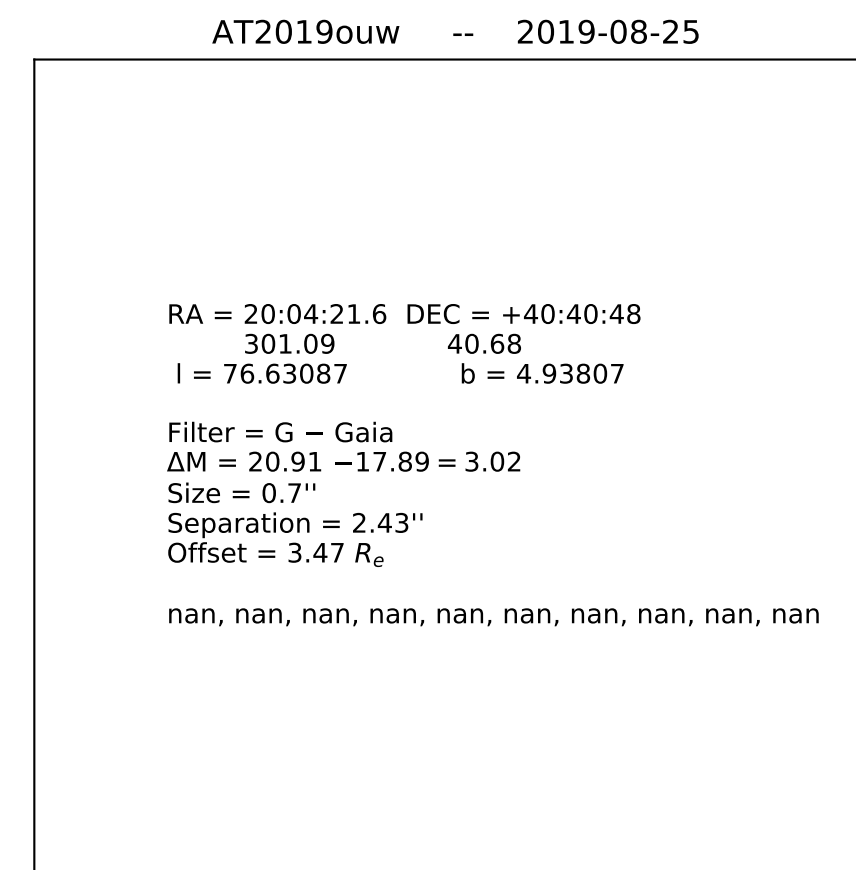 AT2019ouw -- 2019-08-25
RA = 20:04:21.6 DEC = +40:40:48
301.09 40.68
l = 76.63087 b = 4.93807
Filter = G − Gaia
ΔM = 20.91 −17.89 = 3.02
Size = 0.7''
Separation = 2.43''
Offset = 3.47 Re
nan, nan, nan, nan, nan, nan, nan, nan, nan, nan